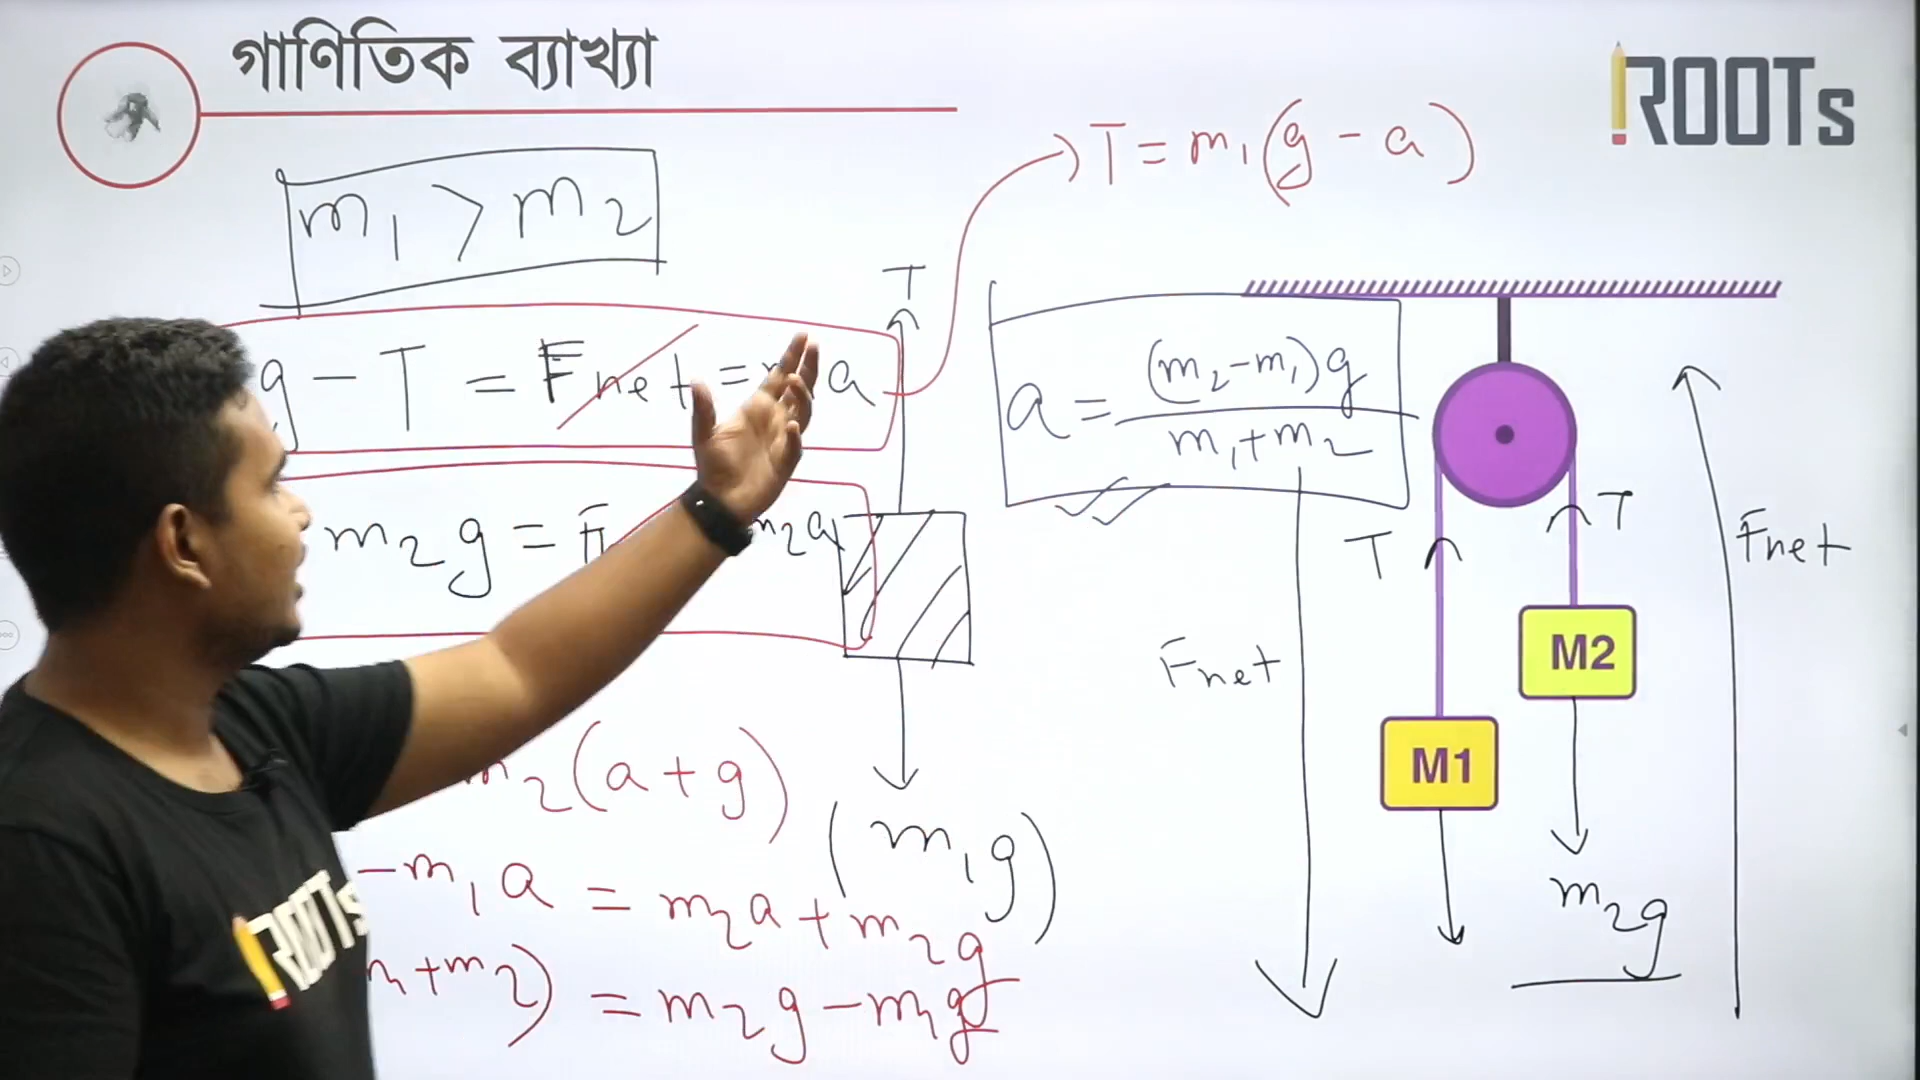 গাণিতিক ব্যাখ্যা
ROOTs
T = m₁(g - a)
m₁ > m₂
T
g - T = Fnet = a
a = (m₂-m₁)g
m₁+m₂
m₂g = m₂a
T
T
Fnet
Fnet
M2
M1
m₂(a+g)
(m₁g)
m₂g
-m₁a = m₂a + m₂g
+m₂) = m₂g - m₁g
ROOTs